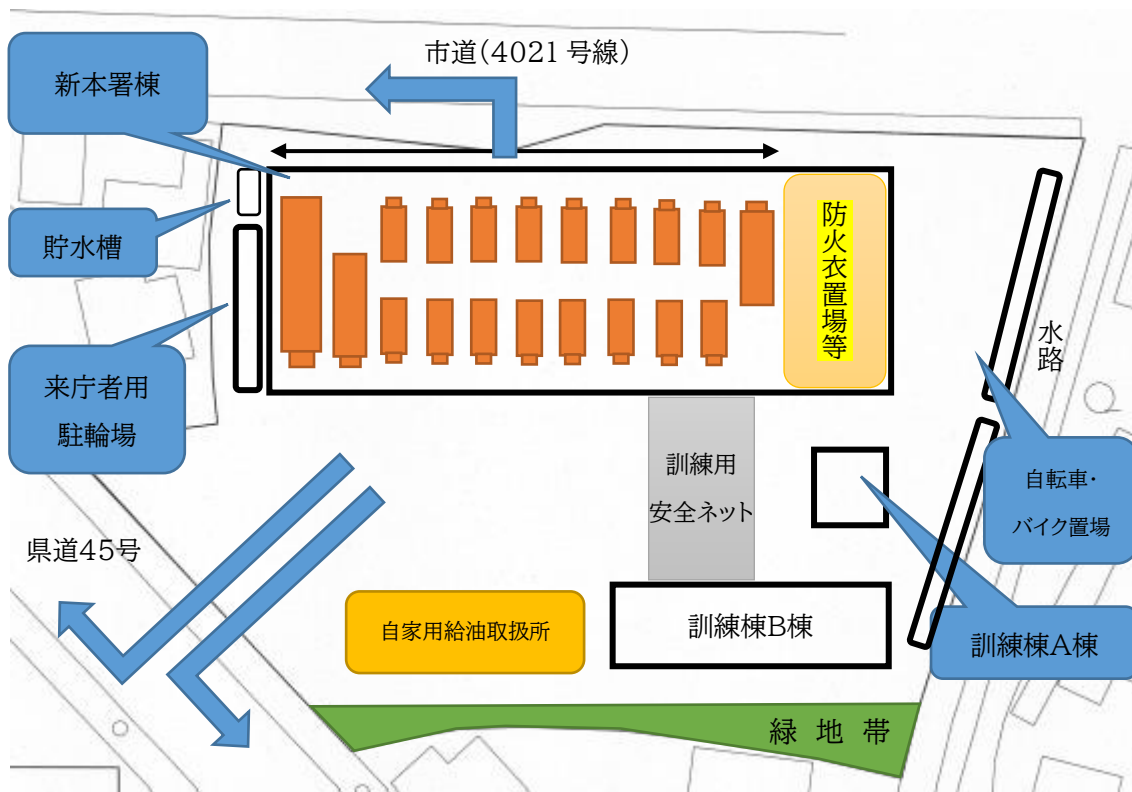 市道(4021号線)
新本署棟
貯水槽
来庁者用
駐輪場
防火衣置場等
水路
訓練用
安全ネット
自転車・
バイク置場
県道45号
自家用給油取扱所
訓練棟B棟
訓練棟A棟
緑地帯